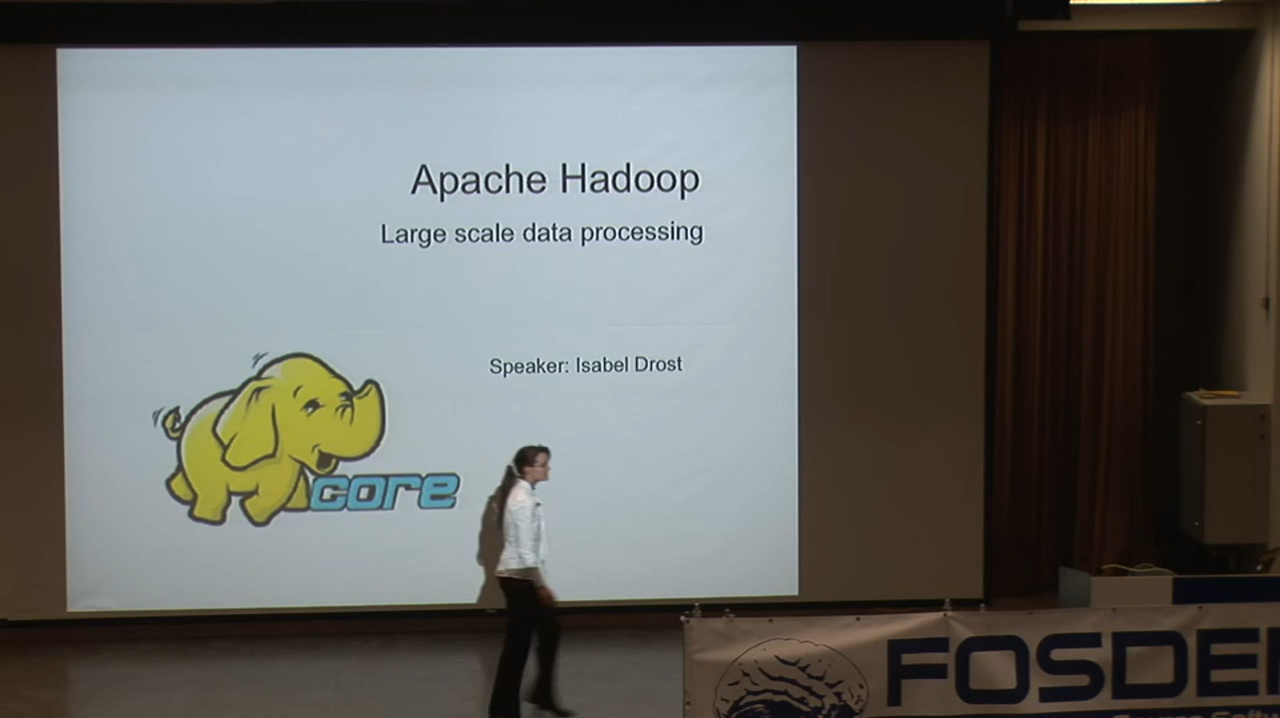 Apache Hadoop
Large scale data processing
Speaker: Isabel Drost
core
FOSDE